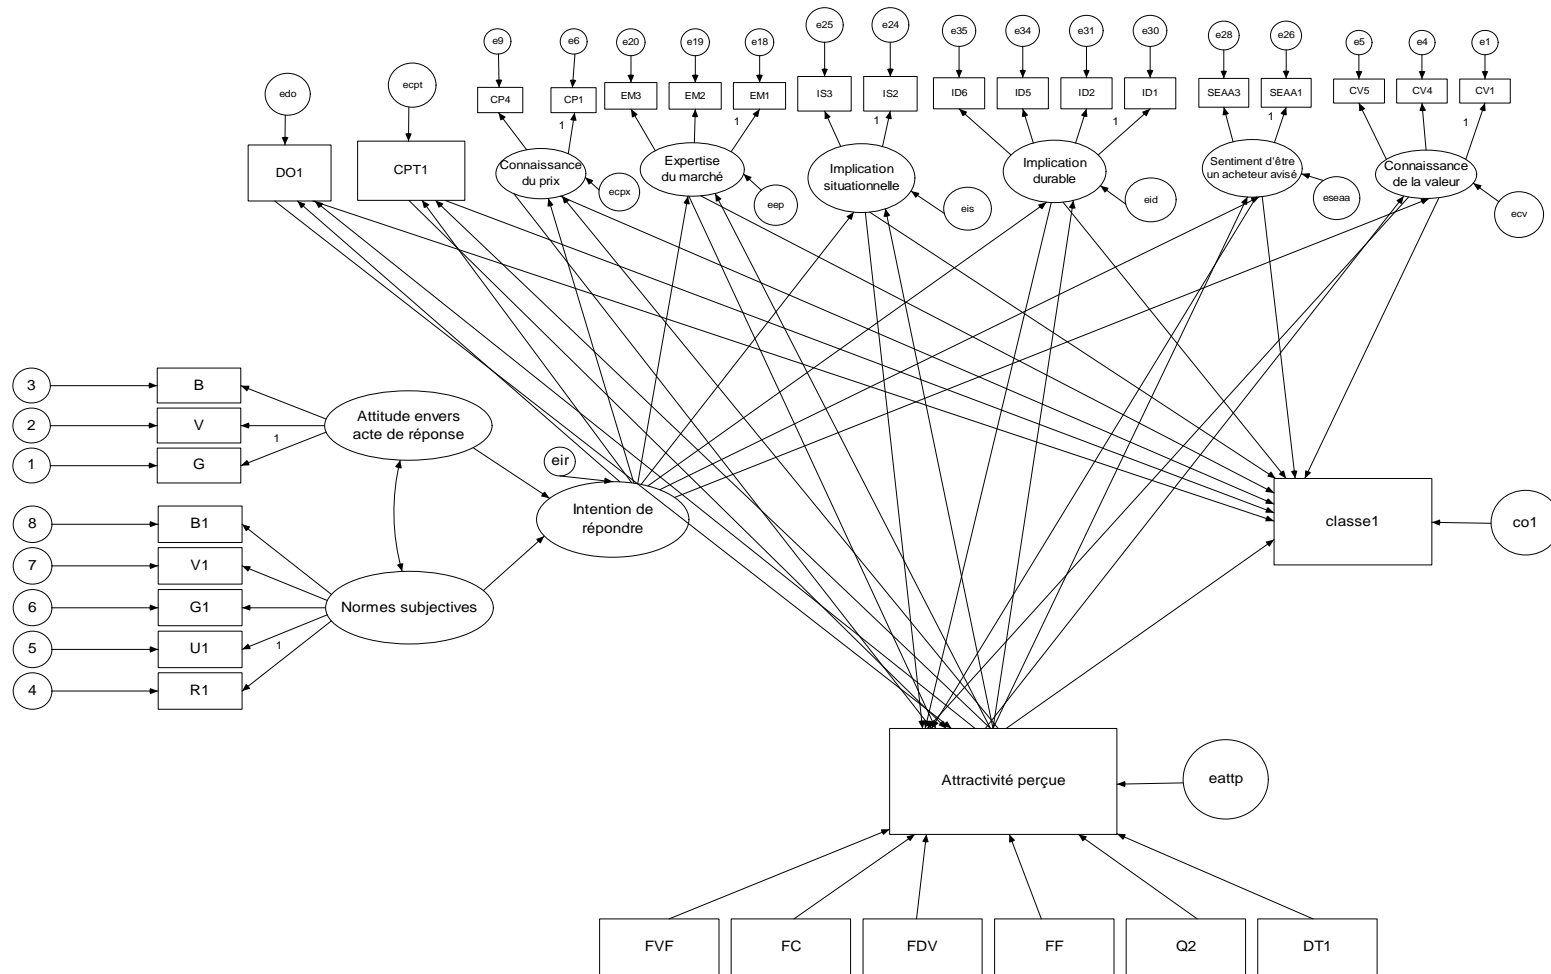 e9
e6
e20
e19
e18
e25
e24
e35
e34
e31
e30
e28
e26
e5
e4
e1
edo
ecpt
CP4
CP1
EM3
EM2
EM1
IS3
IS2
ID6
ID5
ID2
ID1
SEAA3
SEAA1
CV5
CV4
CV1
1
1
1
1
1
1
DO1
CPT1
Connaissance
du prix
Expertise
du marché
Implication
situationnelle
Implication
durable
Sentiment d'être
un acheteur avisé
Connaissance
de la valeur
ecpx
eep
eis
eid
eseaa
ecv
3
B
2
V
1
G
1
Attitude envers
acte de réponse
eir
Intention de
répondre
8
B1
7
V1
6
G1
5
U1
4
R1
1
Normes subjectives
classe1
co1
Attractivité perçue
eattp
FVF
FC
FDV
FF
Q2
DT1